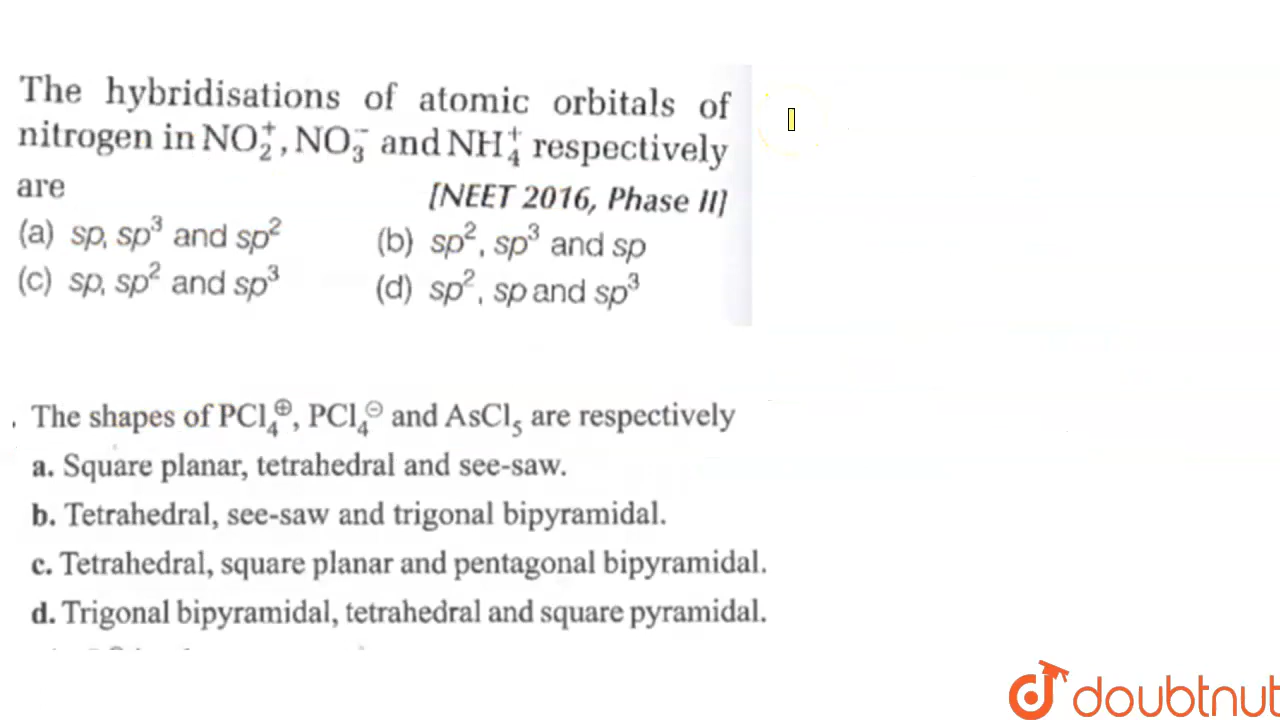 The hybridisations of atomic orbitals of
nitrogen in NO₂⁺, NO₃⁻ and NH₄⁺ respectively
are [NEET 2016, Phase II]
(a) sp, sp³ and sp² (b) sp², sp³ and sp
(c) sp, sp² and sp³ (d) sp², sp and sp³
. The shapes of PCl₄⊕, PCl₄⊖ and AsCl₅ are respectively
a. Square planar, tetrahedral and see-saw.
b. Tetrahedral, see-saw and trigonal bipyramidal.
c. Tetrahedral, square planar and pentagonal bipyramidal.
d. Trigonal bipyramidal, tetrahedral and square pyramidal.
doubtnut